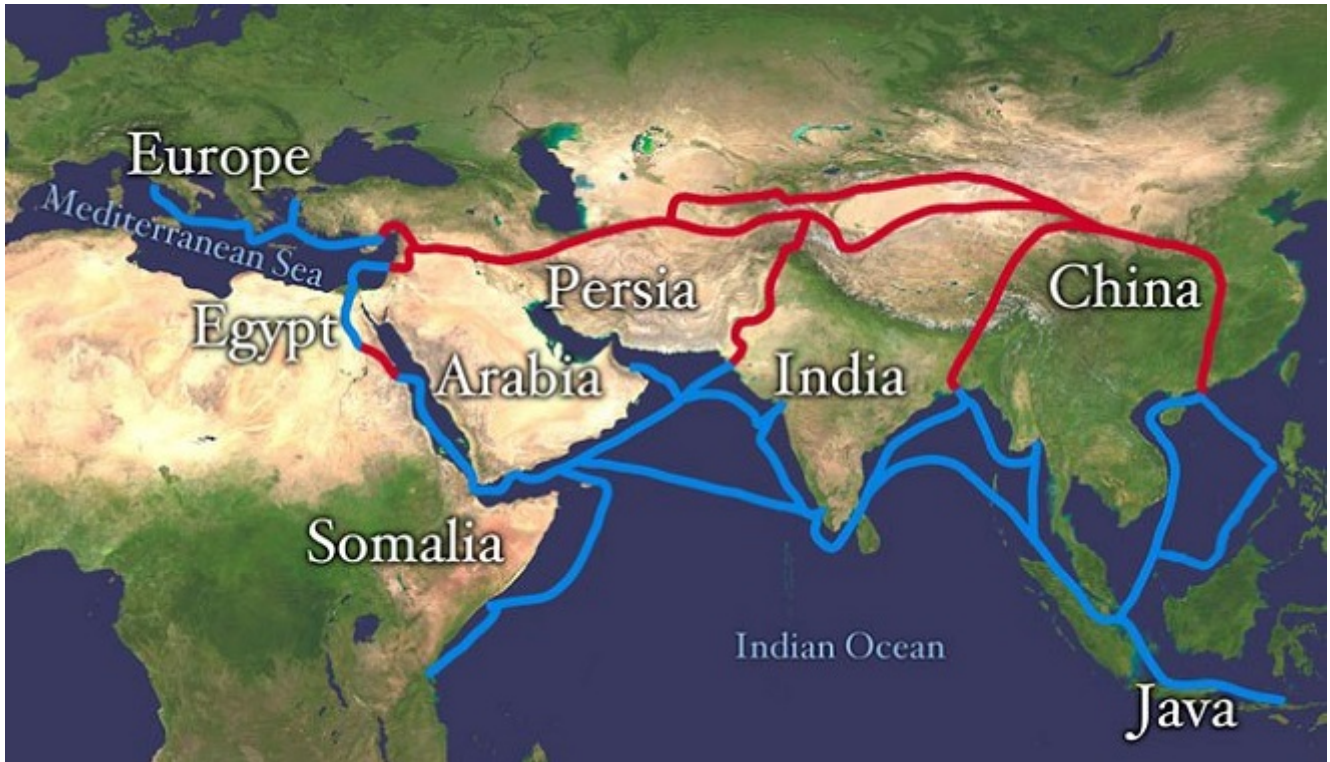 Europe
Mediterranean Sea
Persia
China
Egypt
Arabia
India
Somalia
Indian Ocean
Java